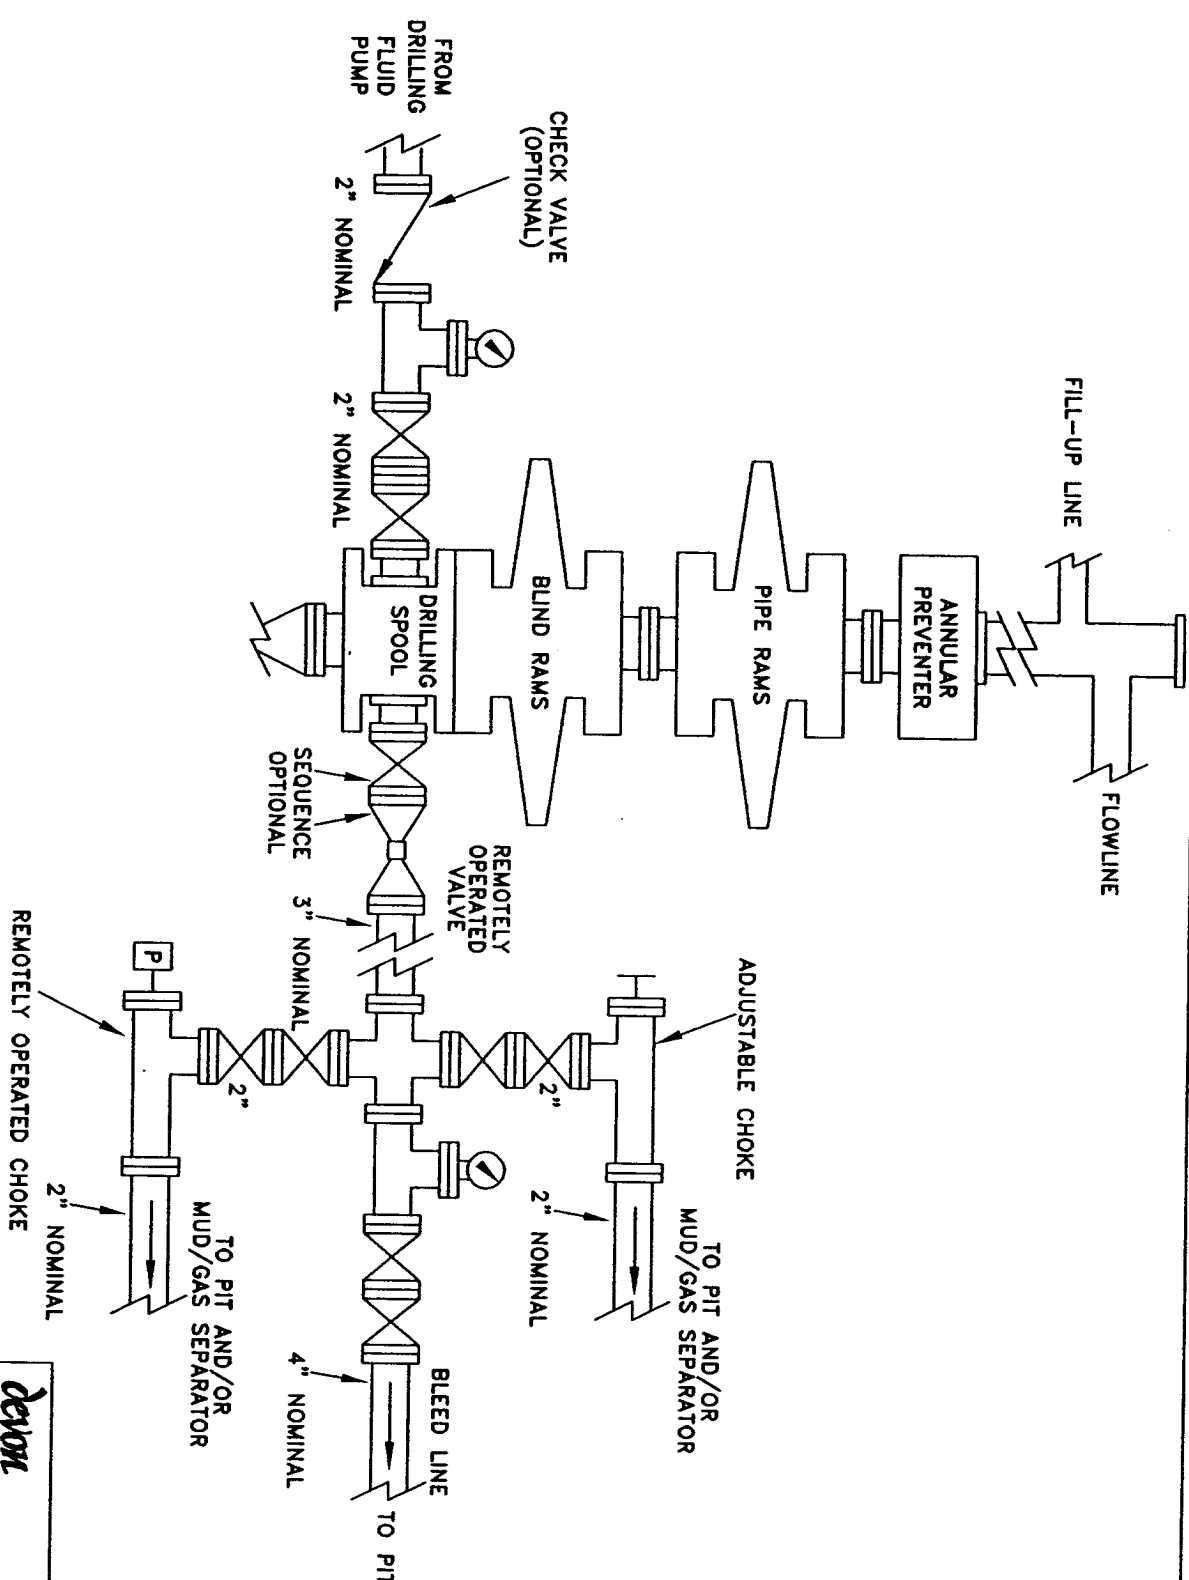 FILL-UP LINE
FLOWLINE
ANNULAR
PREVENTER
PIPE RAMS
BLIND RAMS
DRILLING
SPOOL
CHECK VALVE
(OPTIONAL)
FROM
DRILLING
FLUID
PUMP
2" NOMINAL
2" NOMINAL
SEQUENCE
OPTIONAL
REMOTELY
OPERATED
VALVE
3" NOMINAL
ADJUSTABLE CHOKE
2"
2" NOMINAL
TO PIT AND/OR
MUD/GAS SEPARATOR
BLEED LINE
4" NOMINAL
TO PIT
P
2"
REMOTELY OPERATED CHOKE
2" NOMINAL
TO PIT AND/OR
MUD/GAS SEPARATOR
devon